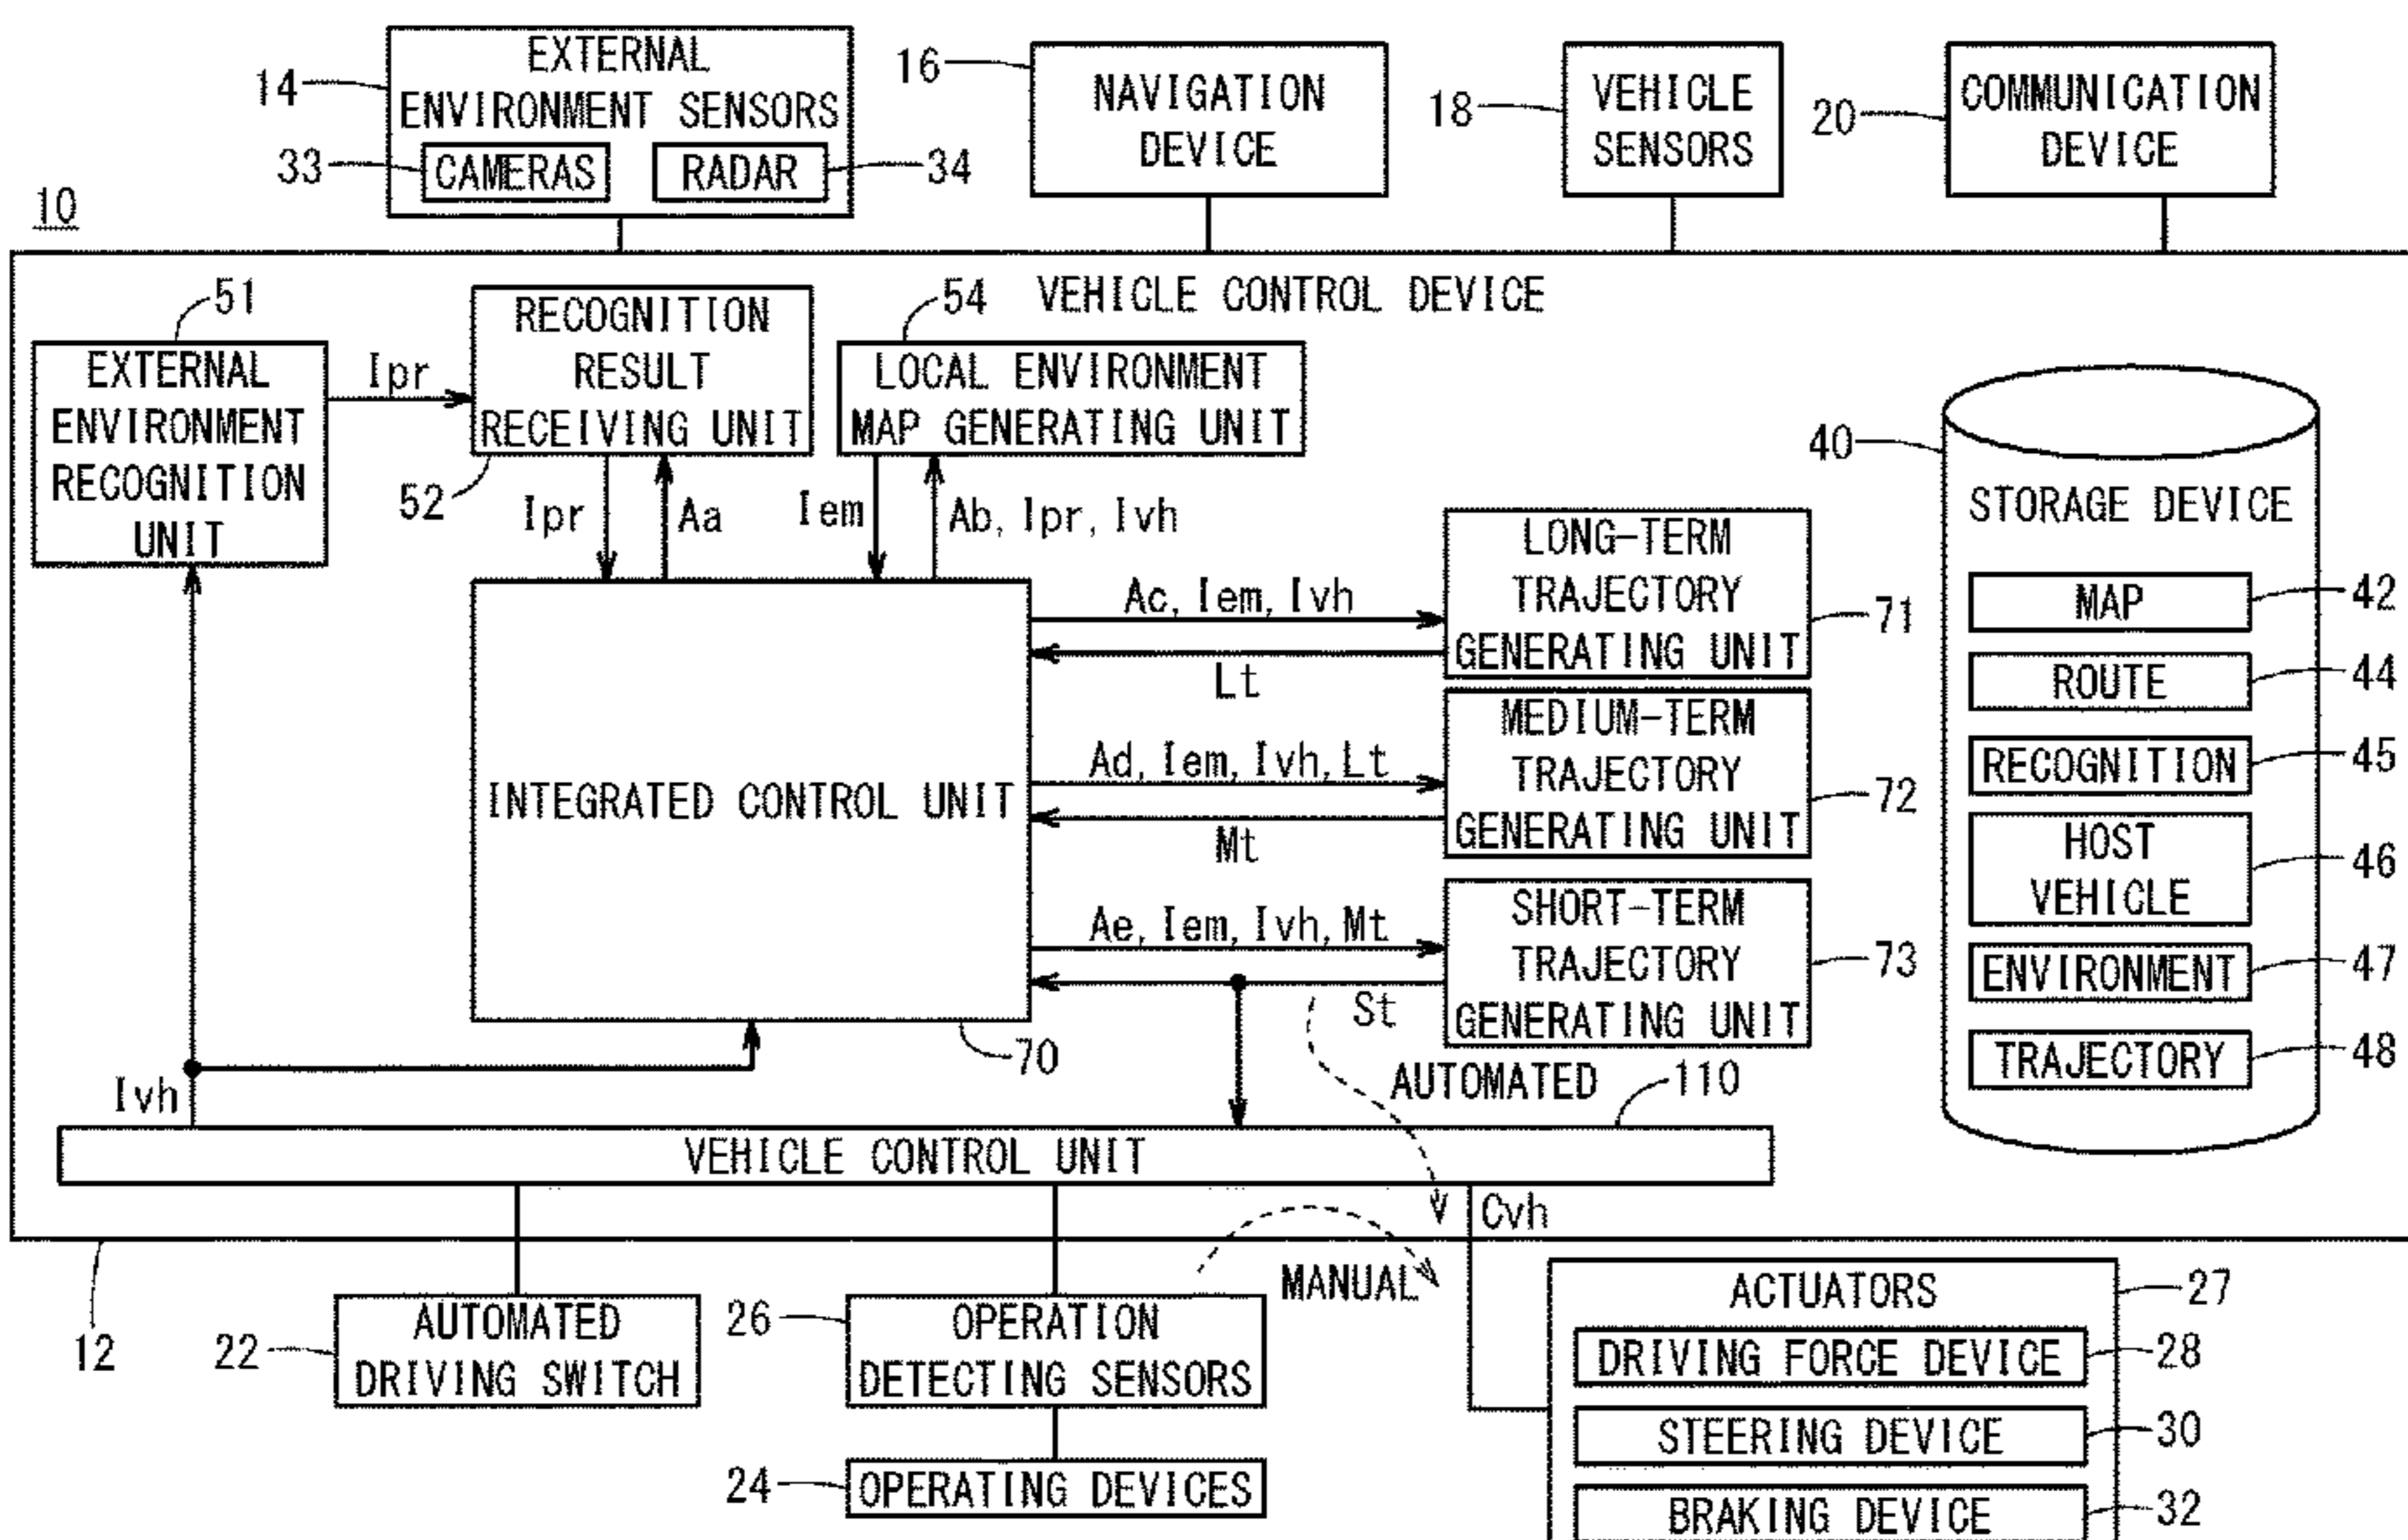 10
14
EXTERNAL
ENVIRONMENT SENSORS
33
CAMERAS
RADAR
34
16
NAVIGATION
DEVICE
18
VEHICLE
SENSORS
20
COMMUNICATION
DEVICE
VEHICLE CONTROL DEVICE
51
EXTERNAL
ENVIRONMENT
RECOGNITION
UNIT
Ipr
RECOGNITION
RESULT
RECEIVING UNIT
52
54
LOCAL ENVIRONMENT
MAP GENERATING UNIT
Ipr
Aa
Iem
Ab, Ipr, Ivh
INTEGRATED CONTROL UNIT
70
Ac, Iem, Ivh
Lt
LONG-TERM
TRAJECTORY
GENERATING UNIT
71
Ad, Iem, Ivh, Lt
Mt
MEDIUM-TERM
TRAJECTORY
GENERATING UNIT
72
Ae, Iem, Ivh, Mt
St
SHORT-TERM
TRAJECTORY
GENERATING UNIT
73
40
STORAGE DEVICE
MAP
42
ROUTE
44
RECOGNITION
45
HOST
VEHICLE
46
ENVIRONMENT
47
TRAJECTORY
48
Ivh
AUTOMATED
110
VEHICLE CONTROL UNIT
Cvh
MANUAL
12
22
AUTOMATED
DRIVING SWITCH
26
OPERATION
DETECTING SENSORS
24
OPERATING DEVICES
ACTUATORS
27
DRIVING FORCE DEVICE
28
STEERING DEVICE
30
BRAKING DEVICE
32